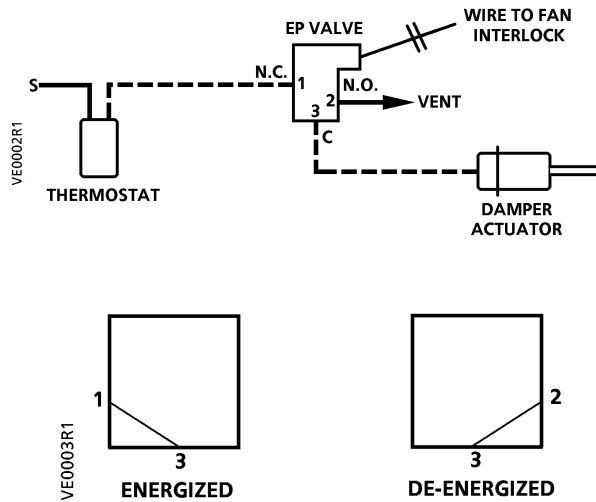 WIRE TO FAN
INTERLOCK
EP VALVE
S
N.C.
1
N.O.
2
VENT
3
C
VE0002R1
THERMOSTAT
DAMPER
ACTUATOR
1
3
ENERGIZED
2
3
DE-ENERGIZED
VE0003R1